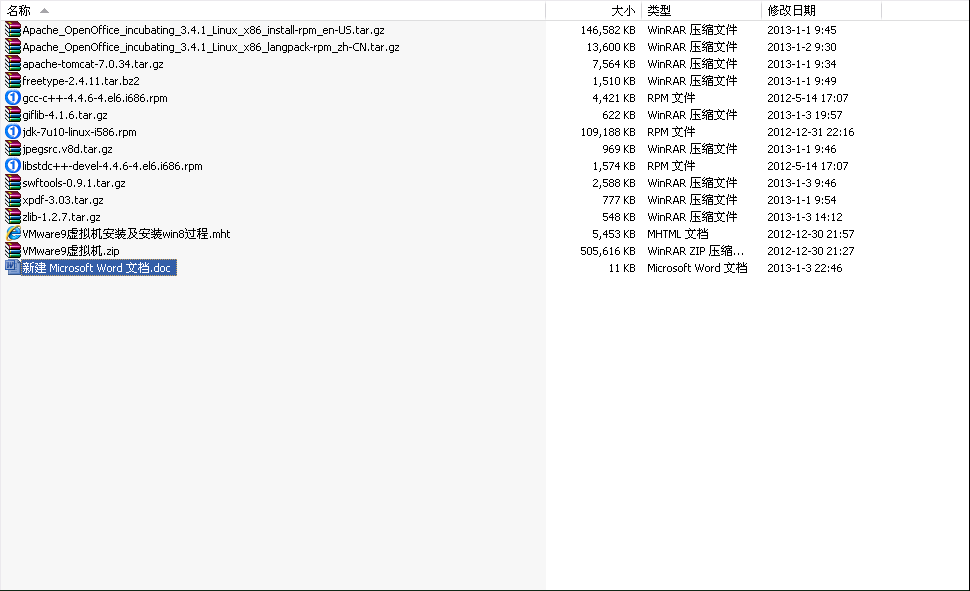 名称 大小 类型 修改日期
Apache_OpenOffice_incubating_3.4.1_Linux_x86_install-rpm_en-US.tar.gz 146,582 KB WinRAR 压缩文件 2013-1-1 9:45
Apache_OpenOffice_incubating_3.4.1_Linux_x86_langpack-rpm_zh-CN.tar.gz 13,600 KB WinRAR 压缩文件 2013-1-2 9:30
apache-tomcat-7.0.34.tar.gz 7,564 KB WinRAR 压缩文件 2013-1-1 9:34
freetype-2.4.11.tar.bz2 1,510 KB WinRAR 压缩文件 2013-1-1 9:49
gcc-c++-4.4.6-4.el6.i686.rpm 4,421 KB RPM 文件 2012-5-14 17:07
giflib-4.1.6.tar.gz 622 KB WinRAR 压缩文件 2013-1-3 19:57
jdk-7u10-linux-i586.rpm 109,188 KB RPM 文件 2012-12-31 22:16
jpegsrc.v8d.tar.gz 969 KB WinRAR 压缩文件 2013-1-1 9:46
libstdc++-devel-4.4.6-4.el6.i686.rpm 1,574 KB RPM 文件 2012-5-14 17:07
swftools-0.9.1.tar.gz 2,588 KB WinRAR 压缩文件 2013-1-3 9:46
xpdf-3.03.tar.gz 777 KB WinRAR 压缩文件 2013-1-1 9:54
zlib-1.2.7.tar.gz 548 KB WinRAR 压缩文件 2013-1-3 14:12
VMware9虚拟机安装及安装win8过程.mht 5,453 KB MHTML 文档 2012-12-30 21:57
VMware9虚拟机.zip 505,616 KB WinRAR ZIP 压缩... 2012-12-30 21:27
新建 Microsoft Word 文档.doc 11 KB Microsoft Word 文档 2013-1-3 22:46